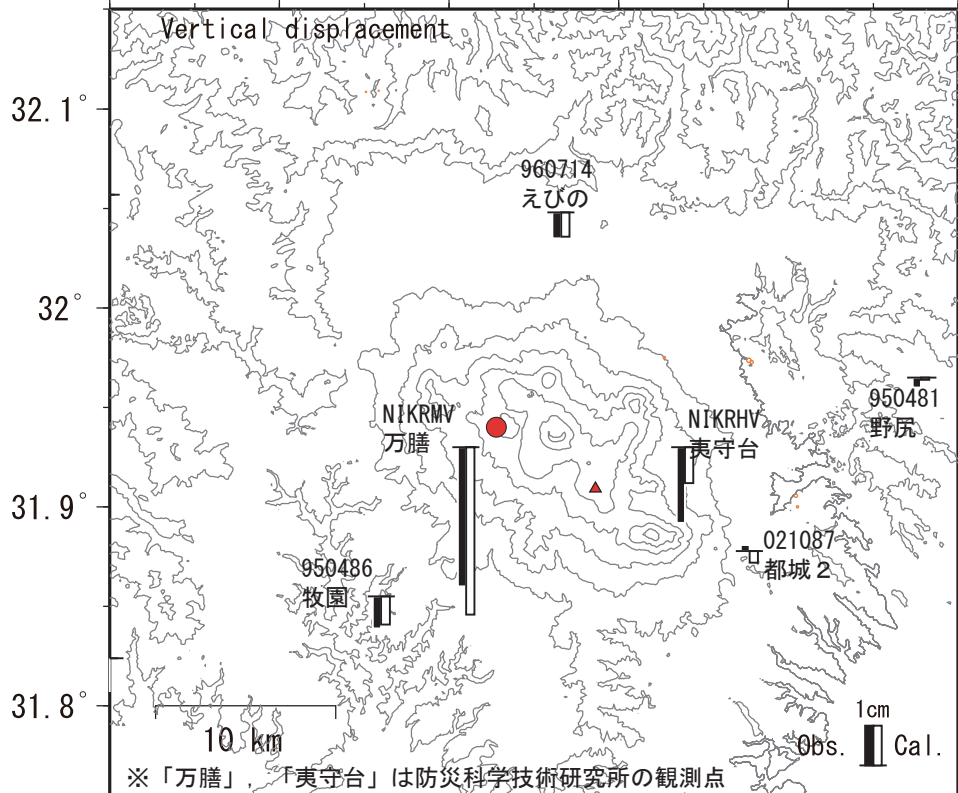 Vertical displacement
32.1°
960714
えびの
32°
950481
野尻
NIKRMV
万膳
NIKRHV
夷守台
31.9°
021087
都城2
950486
牧園
31.8°
10 km
1cm
Obs. Cal.
※「万膳」,「夷守台」は防災科学技術研究所の観測点